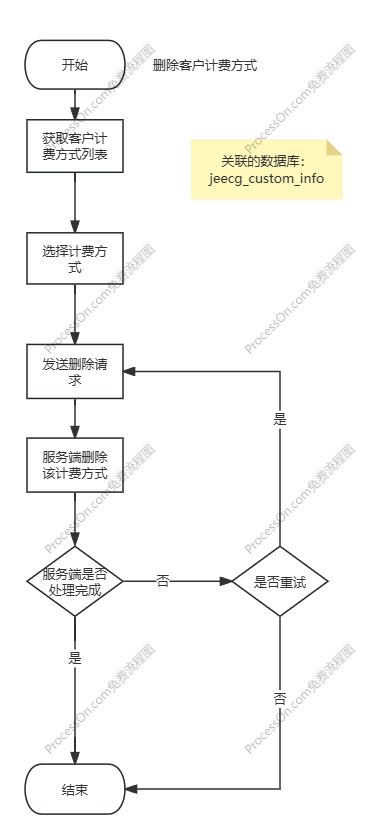 开始
删除客户计费方式
获取客户计
费方式列表
关联的数据库：
jeecg_custom_info
选择计费方
式
发送删除请
求
是
服务端删除
该计费方式
服务端是否
处理完成
否
是否重试
是
否
结束
ProcessOn.com免费流程图
ProcessOn.com免费流程图
ProcessOn.com免费流程图
ProcessOn.com免费流程图
ProcessOn.com免费流程图
ProcessOn.com免费流程图
ProcessOn.com免费流程图
ProcessOn.com免费流程图